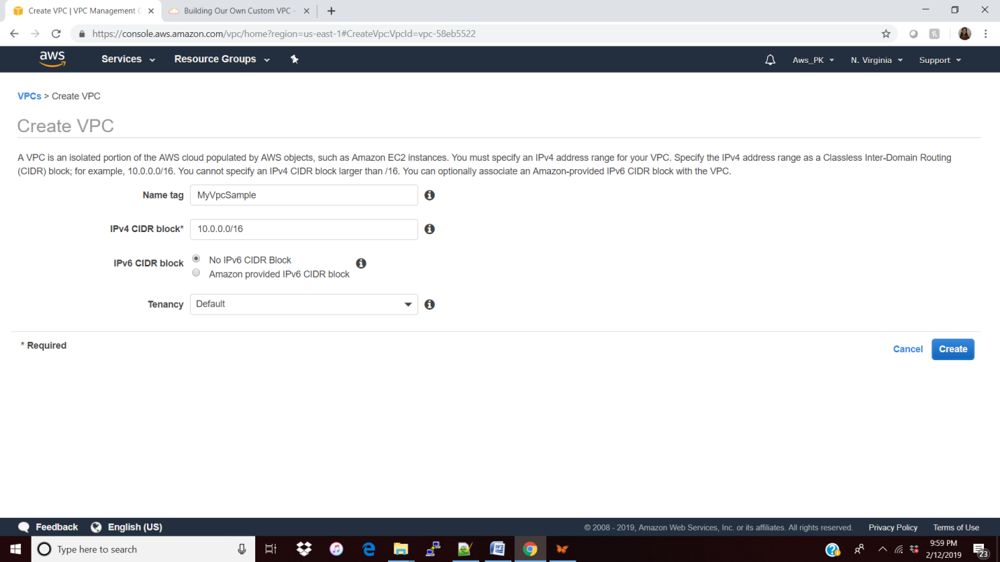 Create VPC | VPC Management C
Building Our Own Custom VPC -
https://console.aws.amazon.com/vpc/home?region=us-east-1#CreateVpc:VpcId=vpc-58eb5522
aws Services Resource Groups Aws_PK N. Virginia Support
VPCs > Create VPC
Create VPC
A VPC is an isolated portion of the AWS cloud populated by AWS objects, such as Amazon EC2 instances. You must specify an IPv4 address range for your VPC. Specify the IPv4 address range as a Classless Inter-Domain Routing
(CIDR) block; for example, 10.0.0.0/16. You cannot specify an IPv4 CIDR block larger than /16. You can optionally associate an Amazon-provided IPv6 CIDR block with the VPC.
Name tag MyVpcSample
IPv4 CIDR block* 10.0.0.0/16
IPv6 CIDR block No IPv6 CIDR Block
Amazon provided IPv6 CIDR block
Tenancy Default
* Required
Cancel Create
Feedback English (US) © 2008 - 2019, Amazon Web Services, Inc. or its affiliates. All rights reserved. Privacy Policy Terms of Use
Type here to search
9:59 PM
2/12/2019
23